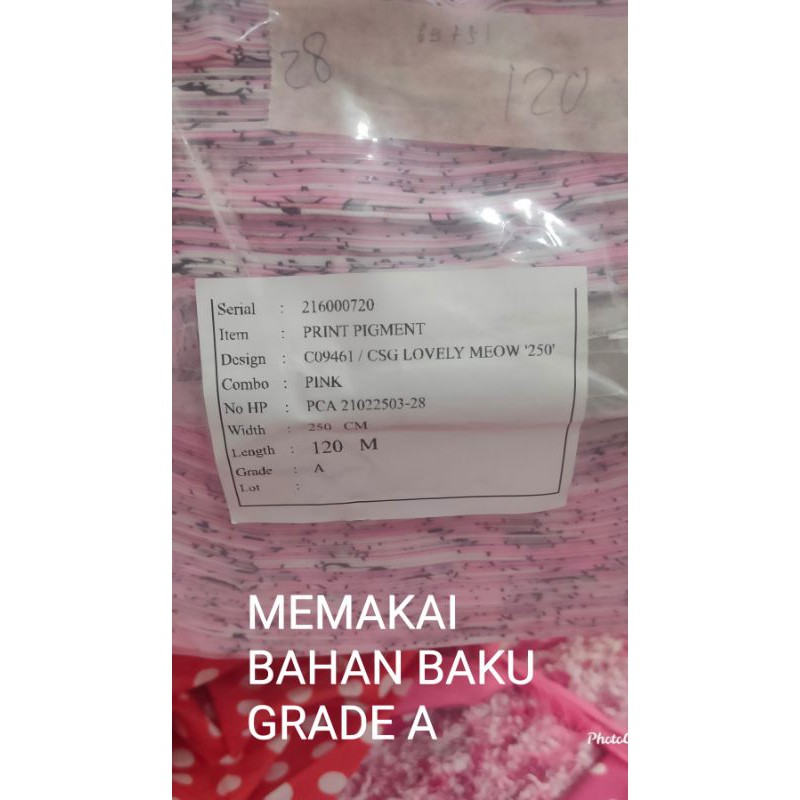 28
120
Serial : 216000720
Item : PRINT PIGMENT
Design : C09461 / CSG LOVELY MEOW '250'
Combo : PINK
No HP : PCA 21022503-28
Width : 250 CM
Length : 120 M
Grade : A
Lot :
MEMAKAI
BAHAN BAKU
GRADE A